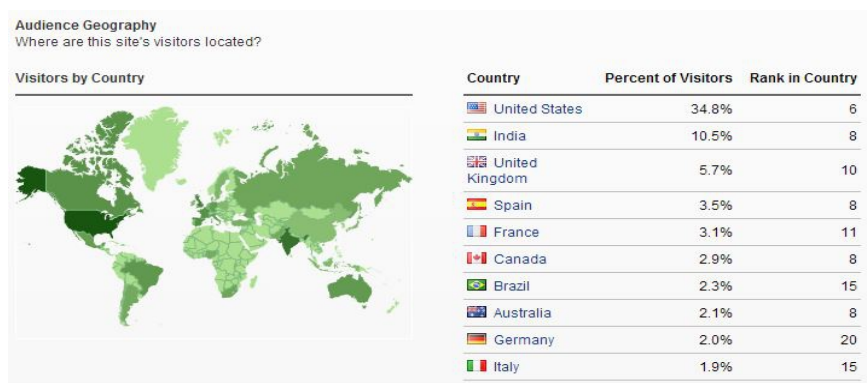 Audience Geography
Where are this site's visitors located?
Visitors by Country
Country Percent of Visitors Rank in Country
United States 34.8% 6
India 10.5% 8
United
Kingdom 5.7% 10
Spain 3.5% 8
France 3.1% 11
Canada 2.9% 8
Brazil 2.3% 15
Australia 2.1% 8
Germany 2.0% 20
Italy 1.9% 15